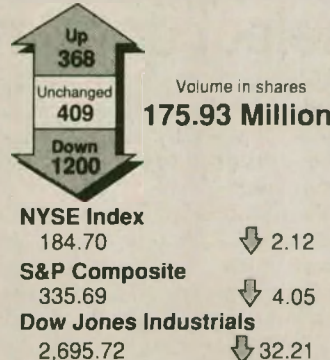 Up
368
Unchanged
409
Down
1200
Volume in shares
175.93 Million
NYSE Index
184.70 2.12
S&P Composite
335.69 4.05
Dow Jones Industrials
2,695.72 32.21